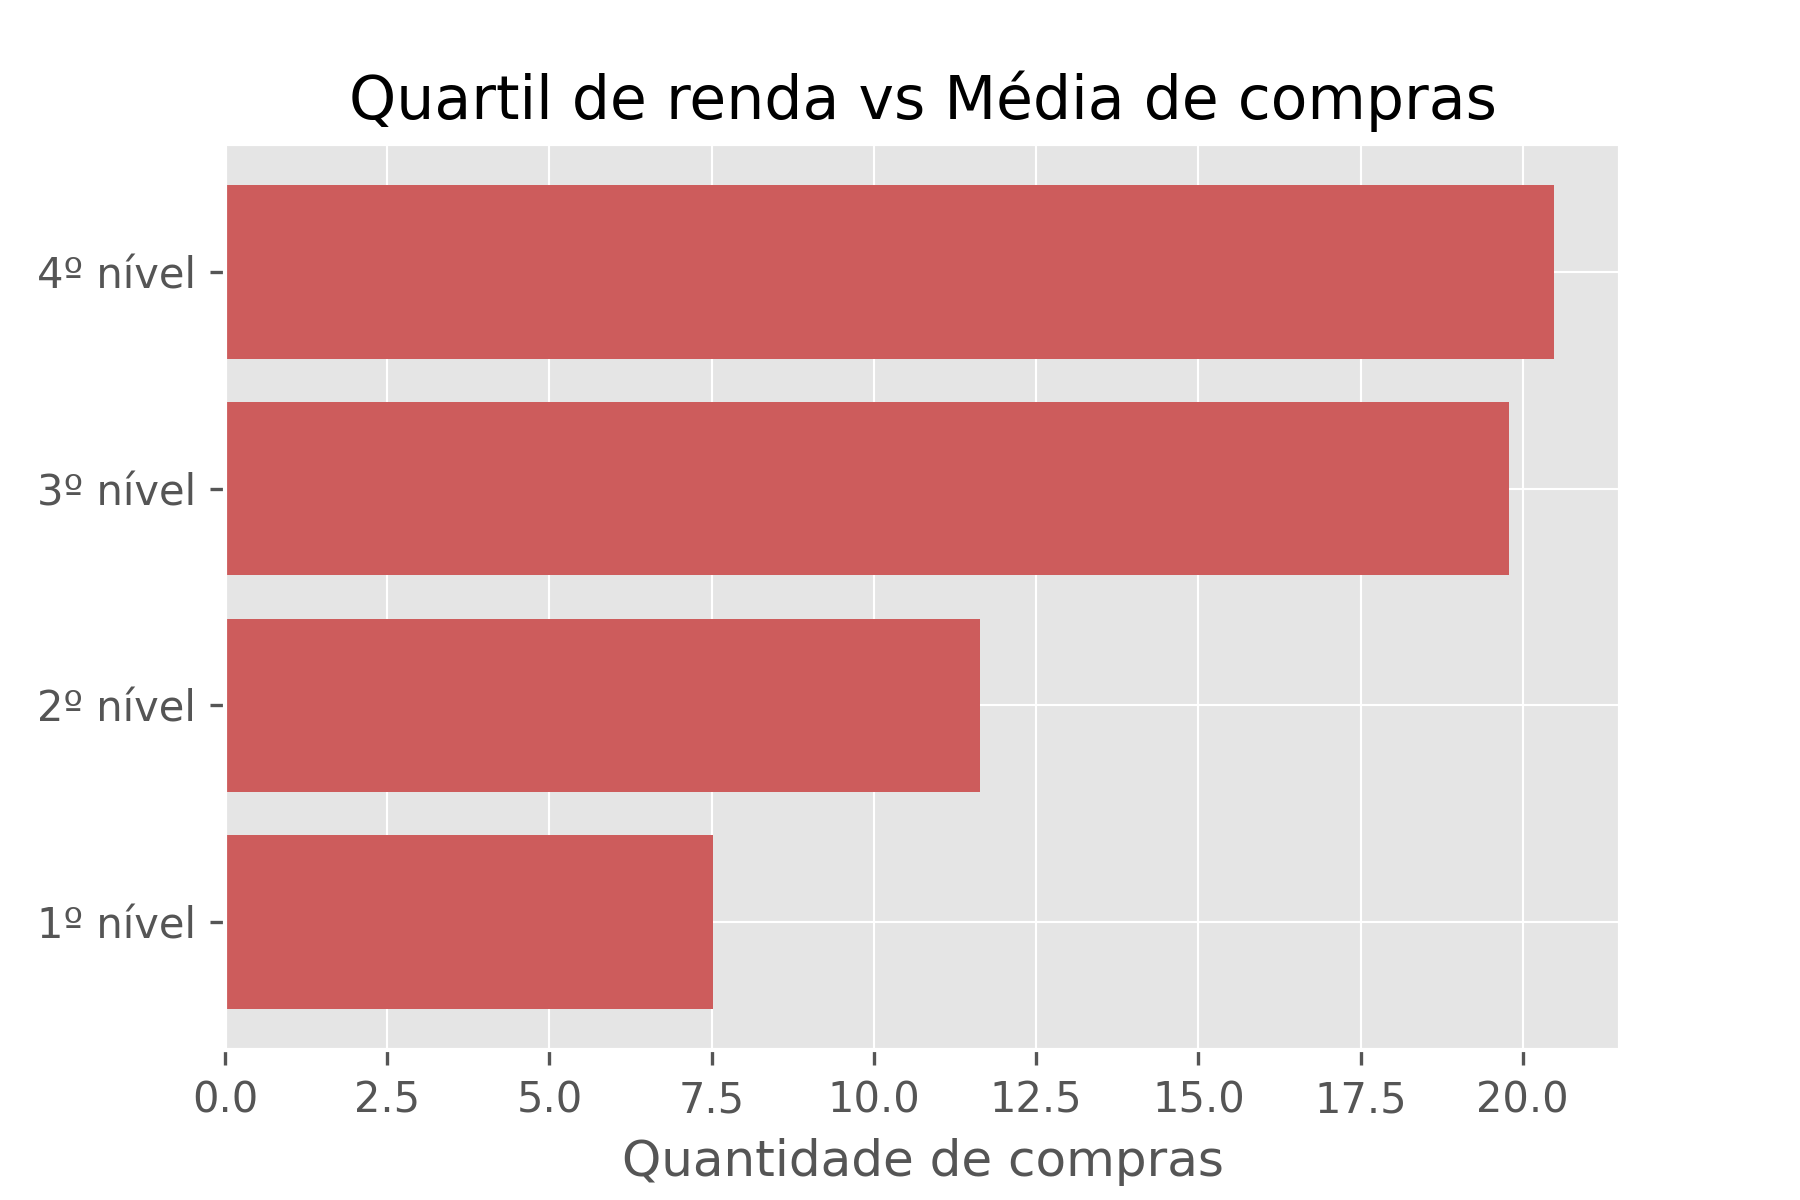 Quartil de renda vs Média de compras
4º nível
3º nível
2º nível
1º nível
0.0 2.5 5.0 7.5 10.0 12.5 15.0 17.5 20.0
Quantidade de compras